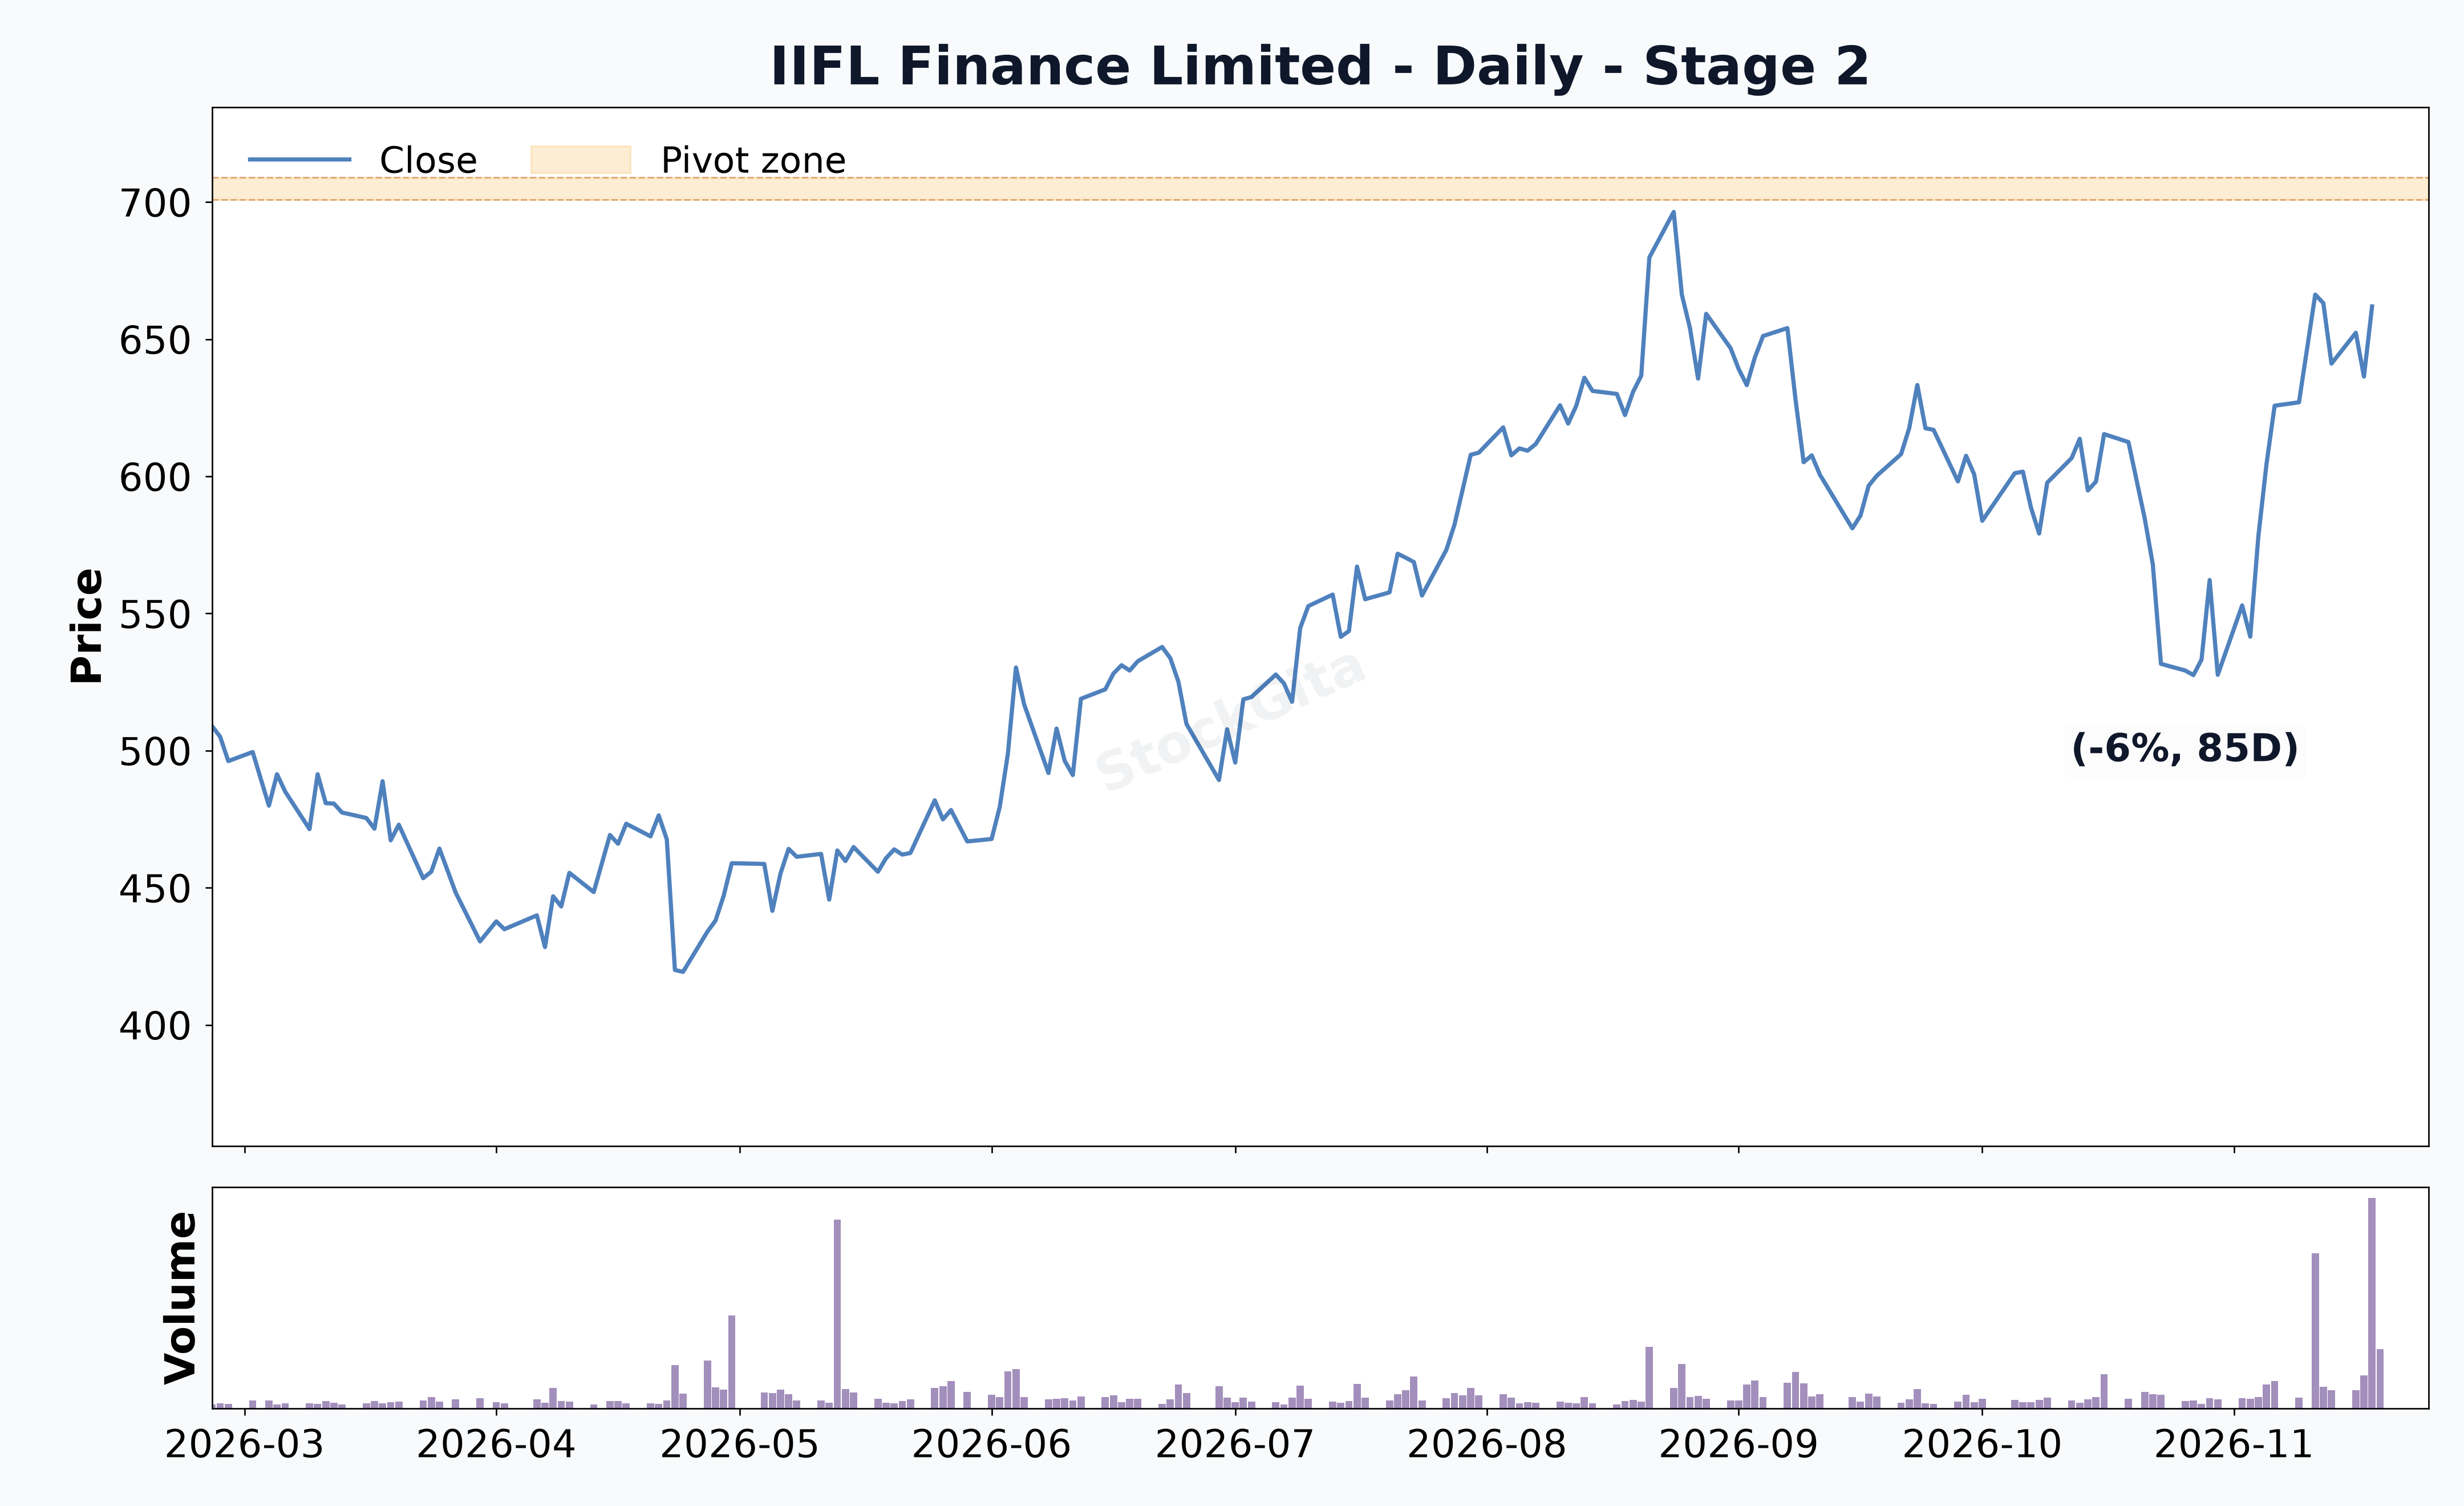 IIFL Finance Limited - Daily - Stage 2
Close
Pivot zone
Price
700
650
600
550
500
450
400
StockGita
(-6%, 85D)
Volume
2026-03
2026-04
2026-05
2026-06
2026-07
2026-08
2026-09
2026-10
2026-11